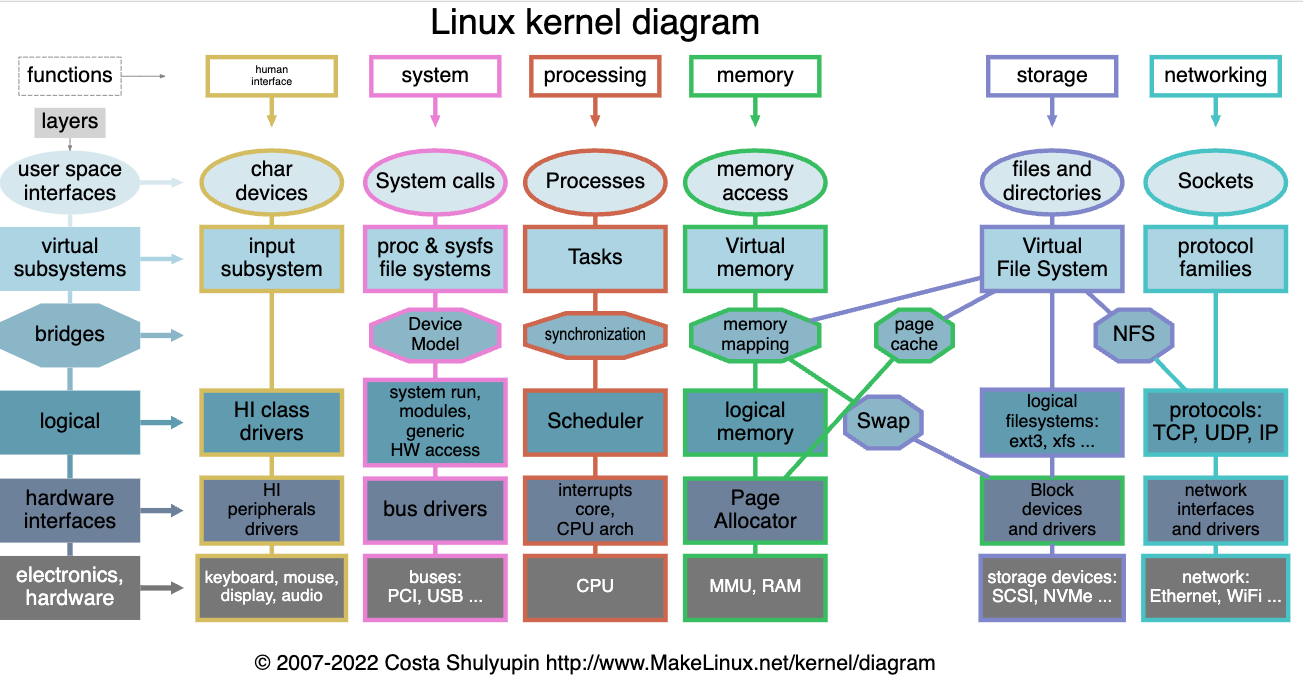 Linux kernel diagram
functions
human
interface
system
processing
memory
storage
networking
layers
user space
interfaces
char
devices
System calls
Processes
memory
access
files and
directories
Sockets
virtual
subsystems
input
subsystem
proc & sysfs
file systems
Tasks
Virtual
memory
Virtual
File System
protocol
families
bridges
Device
Model
synchronization
memory
mapping
page
cache
NFS
logical
HI class
drivers
system run,
modules,
generic
HW access
Scheduler
logical
memory
Swap
logical
filesystems:
ext3, xfs ...
protocols:
TCP, UDP, IP
hardware
interfaces
HI
peripherals
drivers
bus drivers
interrupts
core,
CPU arch
Page
Allocator
Block
devices
and drivers
network
interfaces
and drivers
electronics,
hardware
keyboard, mouse,
display, audio
buses:
PCI, USB ...
CPU
MMU, RAM
storage devices:
SCSI, NVMe ...
network:
Ethernet, WiFi ...
© 2007-2022 Costa Shulyupin http://www.MakeLinux.net/kernel/diagram